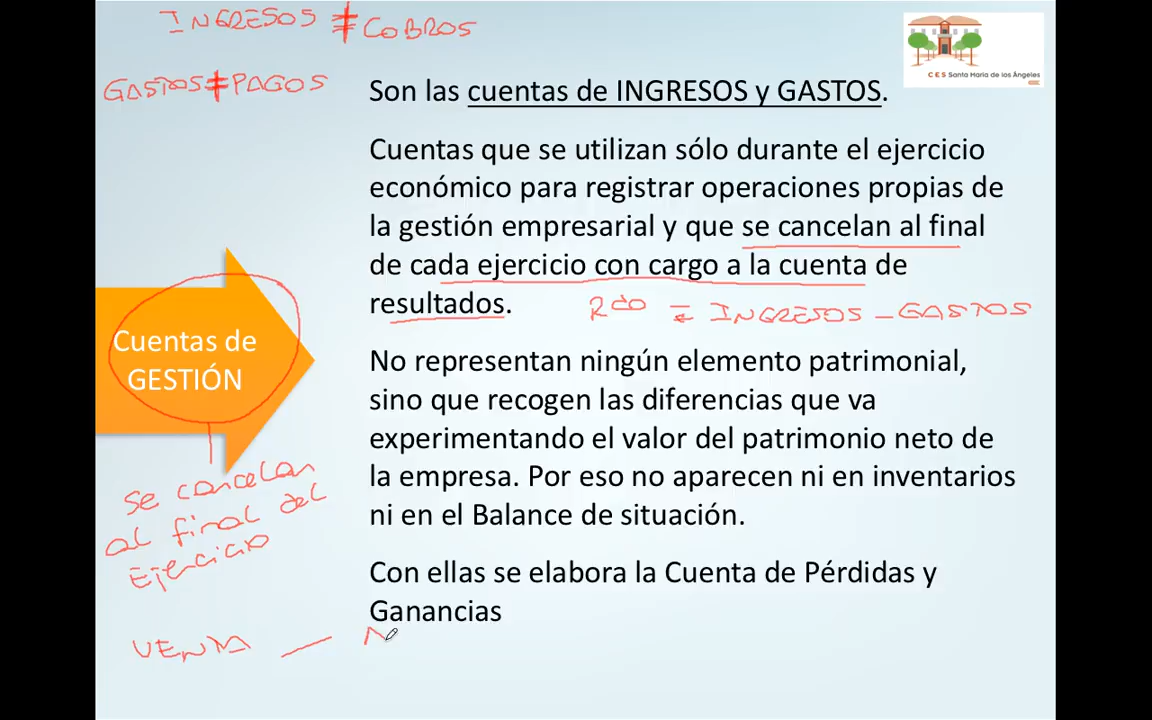 INGRESOS ≠ COBROS
GASTOS ≠ PAGOS
CES Santa María de los Ángeles
Son las cuentas de INGRESOS y GASTOS.
Cuentas que se utilizan sólo durante el ejercicio
económico para registrar operaciones propias de
la gestión empresarial y que se cancelan al final
de cada ejercicio con cargo a la cuenta de
resultados.
Rdo = INGRESOS - GASTOS
Cuentas de
GESTIÓN
No representan ningún elemento patrimonial,
sino que recogen las diferencias que va
experimentando el valor del patrimonio neto de
la empresa. Por eso no aparecen ni en inventarios
ni en el Balance de situación.
Con ellas se elabora la Cuenta de Pérdidas y
Ganancias
se cancelan
al final del
Ejercicio
VENTA —